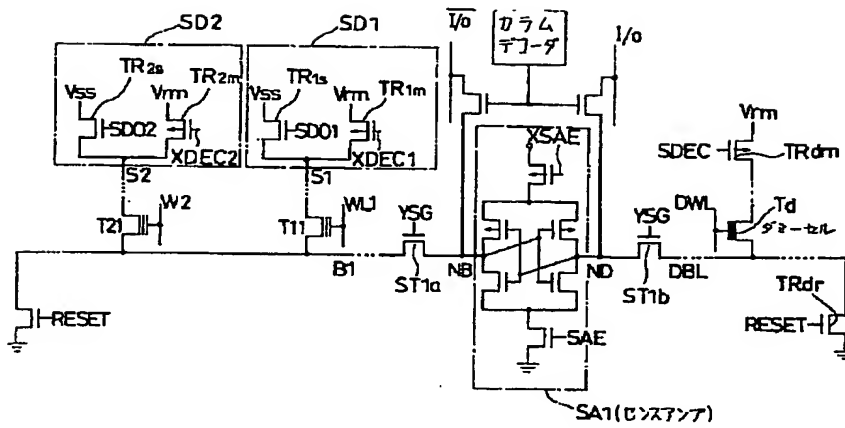 SD2
SD1
I/O
カラム
デコーダ
I/O
TR2s
TR2m
TR1s
TR1m
Vss
Vrm
Vss
Vrm
Vrm
SD02
SD01
XSAE
SDEC
TRdm
XDEC2
XDEC1
S2
S1
W2
WL1
T21
T11
YSG
YSG
DWL
Td
ダミーセル
B1
NB
ND
DBL
ST1a
ST1b
TRdr
RESET
SAE
RESET
SA1(センスアンプ)